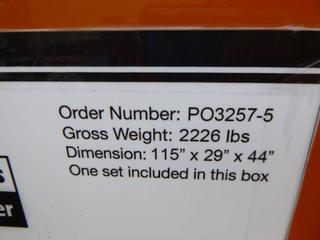 Order Number: PO3257-5
Gross Weight: 2226 lbs
Dimension: 115" x 29" x 44"
One set included in this box